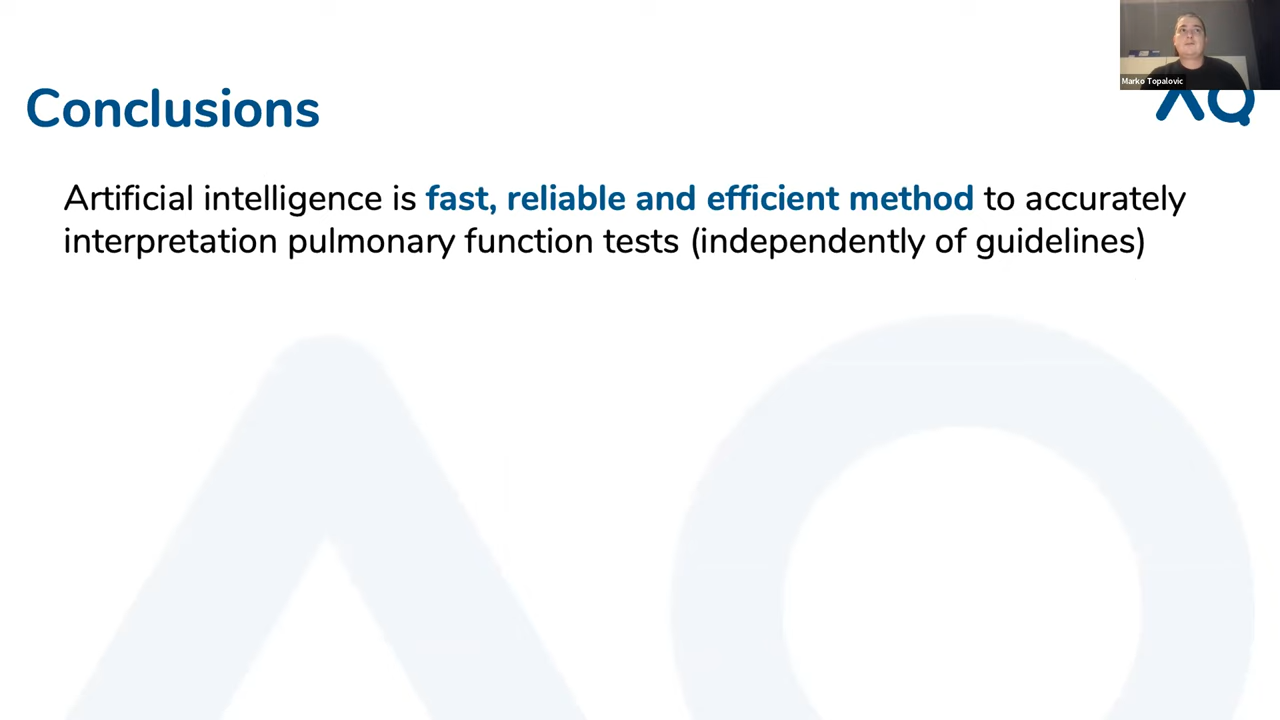 Marko Topalovic
Conclusions
Artificial intelligence is fast, reliable and efficient method to accurately
interpretation pulmonary function tests (independently of guidelines)